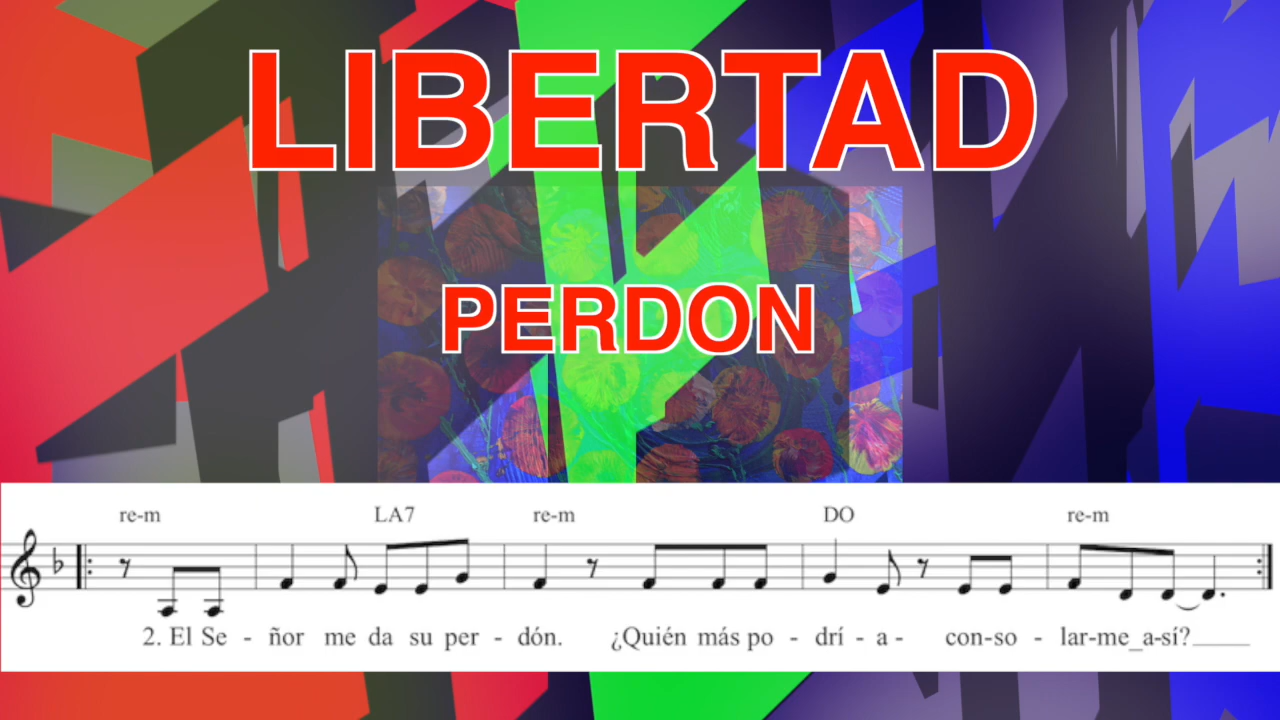 LIBERTAD
PERDON
re-m LA7 re-m DO re-m
2. El Se - ñor me da su per - dón. ¿Quién más po - drí - a - con-so - lar-me_a-sí?